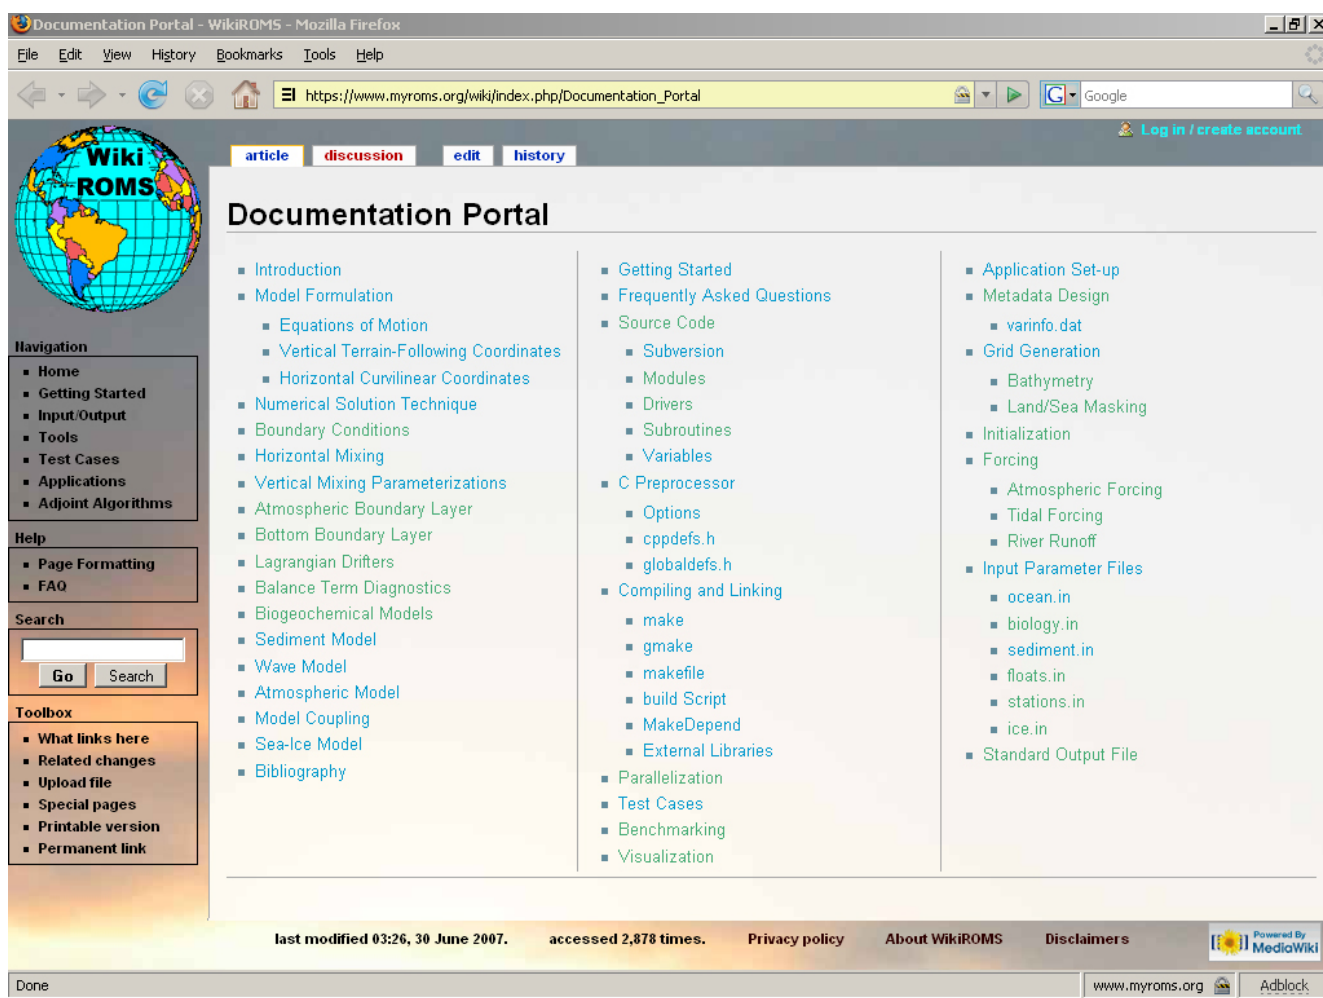 Documentation Portal - WikiROMS - Mozilla Firefox
File Edit View History Bookmarks Tools Help
https://www.myroms.org/wiki/index.php/Documentation_Portal
G Google
Log in / create account
Wiki
ROMS
article discussion edit history
Documentation Portal
Introduction
Model Formulation
Equations of Motion
Vertical Terrain-Following Coordinates
Horizontal Curvilinear Coordinates
Numerical Solution Technique
Boundary Conditions
Horizontal Mixing
Vertical Mixing Parameterizations
Atmospheric Boundary Layer
Bottom Boundary Layer
Lagrangian Drifters
Balance Term Diagnostics
Biogeochemical Models
Sediment Model
Wave Model
Atmospheric Model
Model Coupling
Sea-Ice Model
Bibliography
Getting Started
Frequently Asked Questions
Source Code
Subversion
Modules
Drivers
Subroutines
Variables
C Preprocessor
Options
cppdefs.h
globaldefs.h
Compiling and Linking
make
gmake
makefile
build Script
MakeDepend
External Libraries
Parallelization
Test Cases
Benchmarking
Visualization
Application Set-up
Metadata Design
varinfo.dat
Grid Generation
Bathymetry
Land/Sea Masking
Initialization
Forcing
Atmospheric Forcing
Tidal Forcing
River Runoff
Input Parameter Files
ocean.in
biology.in
sediment.in
floats.in
stations.in
ice.in
Standard Output File
Navigation
Home
Getting Started
Input/Output
Tools
Test Cases
Applications
Adjoint Algorithms
Help
Page Formatting
FAQ
Search
Go Search
Toolbox
What links here
Related changes
Upload file
Special pages
Printable version
Permanent link
last modified 03:26, 30 June 2007. accessed 2,878 times. Privacy policy About WikiROMS Disclaimers
Powered By
MediaWiki
Done www.myroms.org Adblock